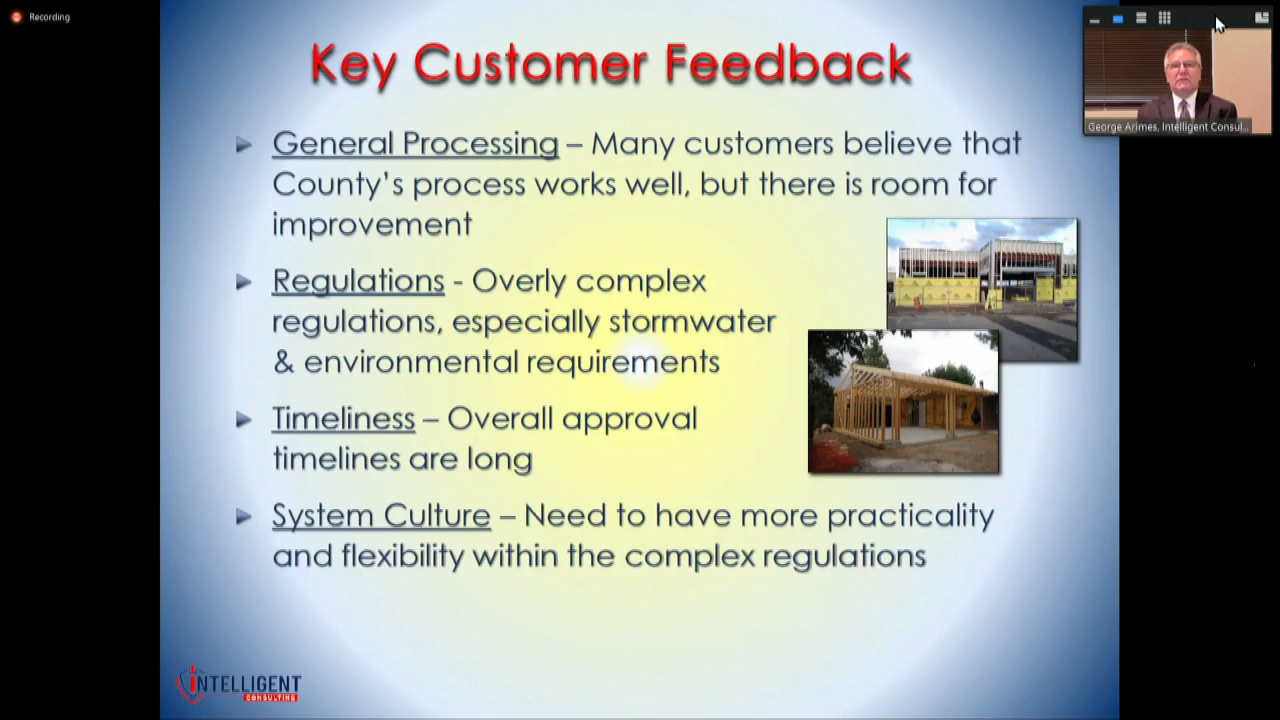 Recording
Key Customer Feedback
George Arimes, Intelligent Consul...
General Processing – Many customers believe that
County's process works well, but there is room for
improvement
Regulations - Overly complex
regulations, especially stormwater
& environmental requirements
Timeliness – Overall approval
timelines are long
System Culture – Need to have more practicality
and flexibility within the complex regulations
INTELLIGENT
CONSULTING